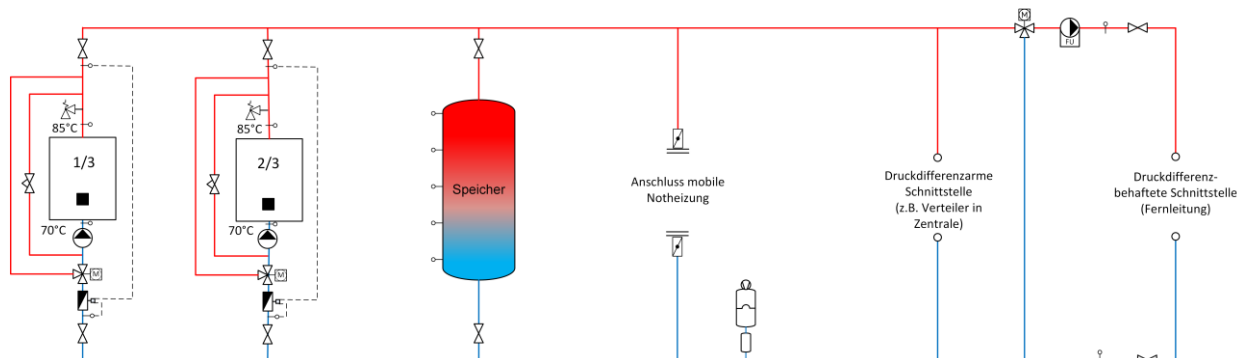 M
FU
85°C
85°C
1/3
2/3
Speicher
Anschluss mobile
Notheizung
Druckdifferenzarme
Schnittstelle
(z.B. Verteiler in
Zentrale)
Druckdifferenz-
behaftete Schnittstelle
(Fernleitung)
70°C
70°C
M
M